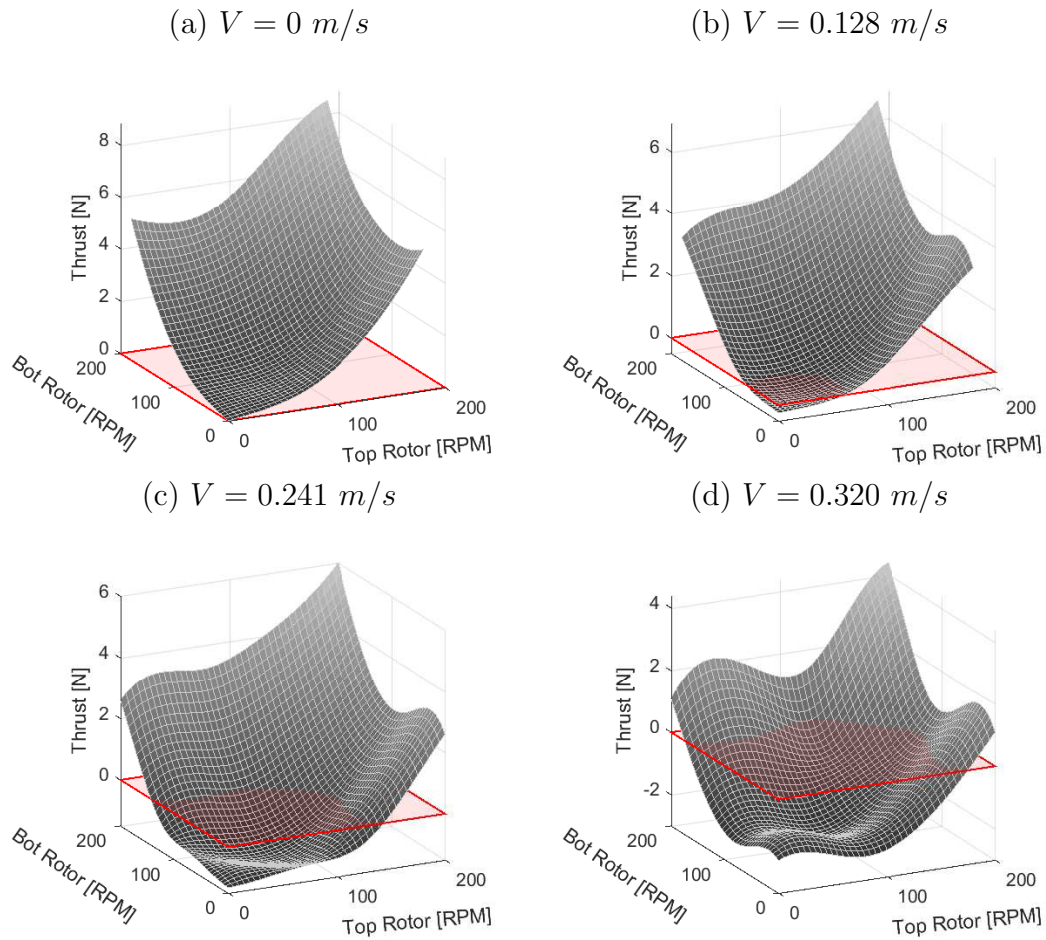 (a) V = 0 m/s
8
6
4
2
0
Thrust [N]
200
100
0
Bot Rotor [RPM]
0
100
200
Top Rotor [RPM]
(b) V = 0.128 m/s
6
4
2
0
Thrust [N]
200
100
0
Bot Rotor [RPM]
0
100
200
Top Rotor [RPM]
(c) V = 0.241 m/s
6
4
2
0
Thrust [N]
200
100
0
Bot Rotor [RPM]
0
100
200
Top Rotor [RPM]
(d) V = 0.320 m/s
4
2
0
-2
Thrust [N]
200
100
0
Bot Rotor [RPM]
0
100
200
Top Rotor [RPM]